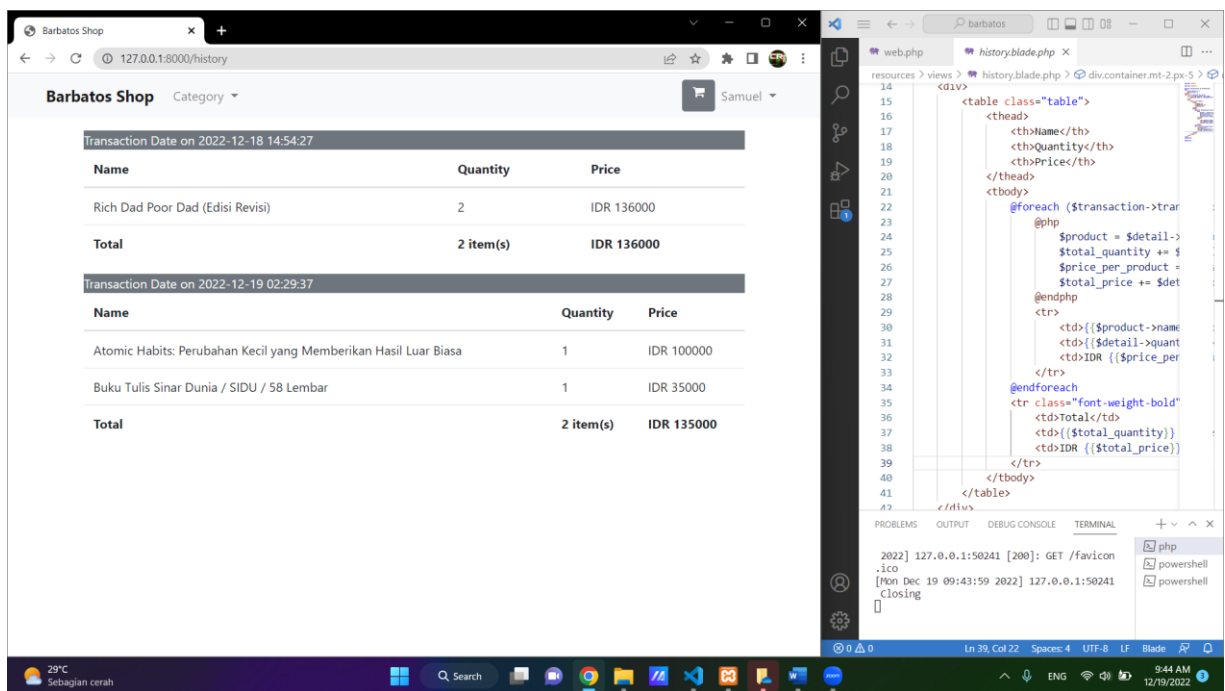 Barbatos Shop
127.0.0.1:8000/history
Barbatos Shop Category Samuel
Transaction Date on 2022-12-18 14:54:27
Name Quantity Price
Rich Dad Poor Dad (Edisi Revisi) 2 IDR 136000
Total 2 item(s) IDR 136000
Transaction Date on 2022-12-19 02:29:37
Name Quantity Price
Atomic Habits: Perubahan Kecil yang Memberikan Hasil Luar Biasa 1 IDR 100000
Buku Tulis Sinar Dunia / SIDU / 58 Lembar 1 IDR 35000
Total 2 item(s) IDR 135000
barbatos
web.php history.blade.php
resources > views > history.blade.php > div.container.mt-2.px-5 >
14 <div>
15 <table class="table">
16 <thead>
17 <th>Name</th>
18 <th>Quantity</th>
19 <th>Price</th>
20 </thead>
21 <tbody>
22 @foreach ($transaction->tran
23 @php
24 $product = $detail->
25 $total_quantity += $
26 $price_per_product =
27 $total_price += $det
28 @endphp
29 <tr>
30 <td>{{$product->name
31 <td>{{$detail->quant
32 <td>IDR {{$price_per
33 </tr>
34 @endforeach
35 <tr class="font-weight-bold"
36 <td>Total</td>
37 <td>{{$total_quantity}}
38 <td>IDR {{$total_price}}
39 </tr>
40 </tbody>
41 </table>
42 </div>
PROBLEMS OUTPUT DEBUG CONSOLE TERMINAL
2022] 127.0.0.1:50241 [200]: GET /favicon
.ico
[Mon Dec 19 09:43:59 2022] 127.0.0.1:50241
Closing
php
powershell
powershell
1
0 0 Ln 39, Col 22 Spaces: 4 UTF-8 LF Blade
29°C
Sebagian cerah
Search
zoom
ENG
9:44 AM
12/19/2022
3